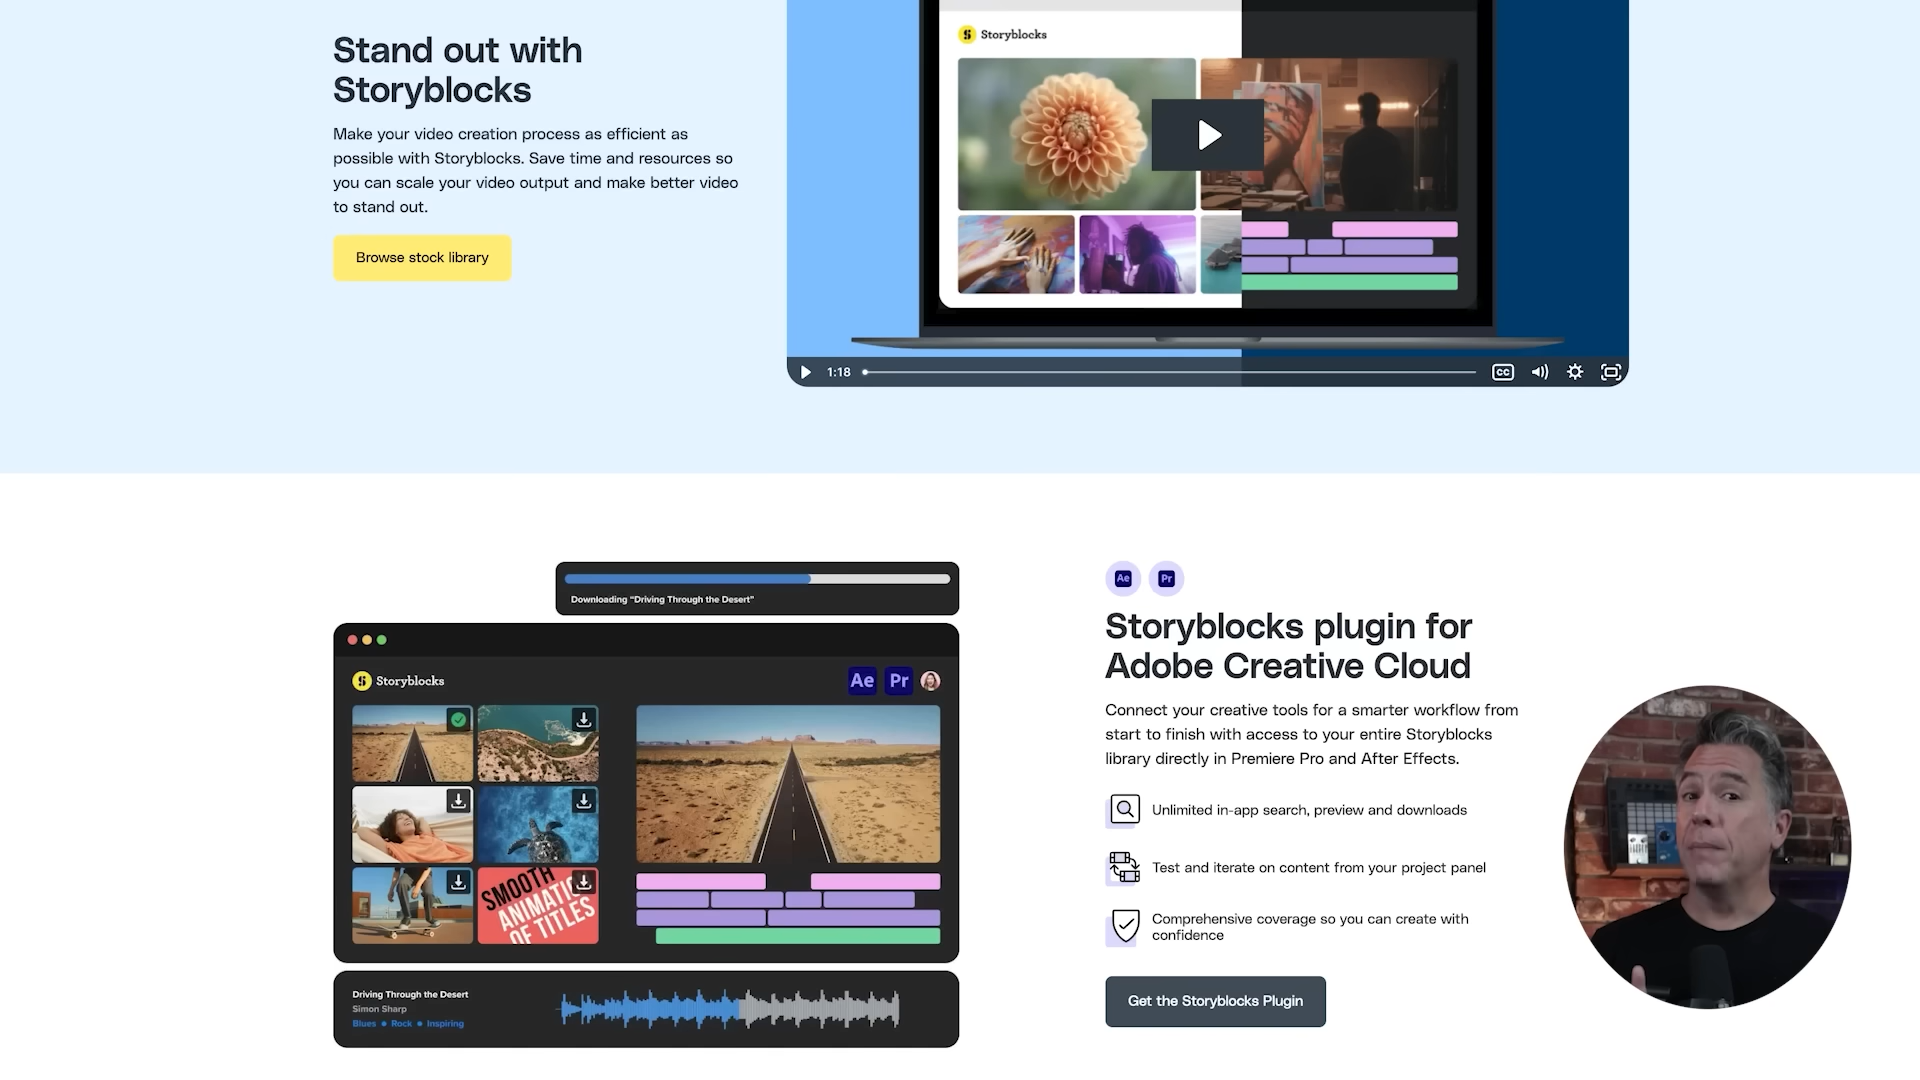 Stand out with
Storyblocks
Make your video creation process as efficient as
possible with Storyblocks. Save time and resources so
you can scale your video output and make better video
to stand out.
Browse stock library
Storyblocks
1:18
CC
Downloading “Driving Through the Desert”
Storyblocks
Ae Pr
SMOOTH
ANIMATIO
OF TITLES
Driving Through the Desert
Simon Sharp
Blues • Rock • Inspiring
Ae Pr
Storyblocks plugin for
Adobe Creative Cloud
Connect your creative tools for a smarter workflow from
start to finish with access to your entire Storyblocks
library directly in Premiere Pro and After Effects.
Unlimited in-app search, preview and downloads
Test and iterate on content from your project panel
Comprehensive coverage so you can create with
confidence
Get the Storyblocks Plugin